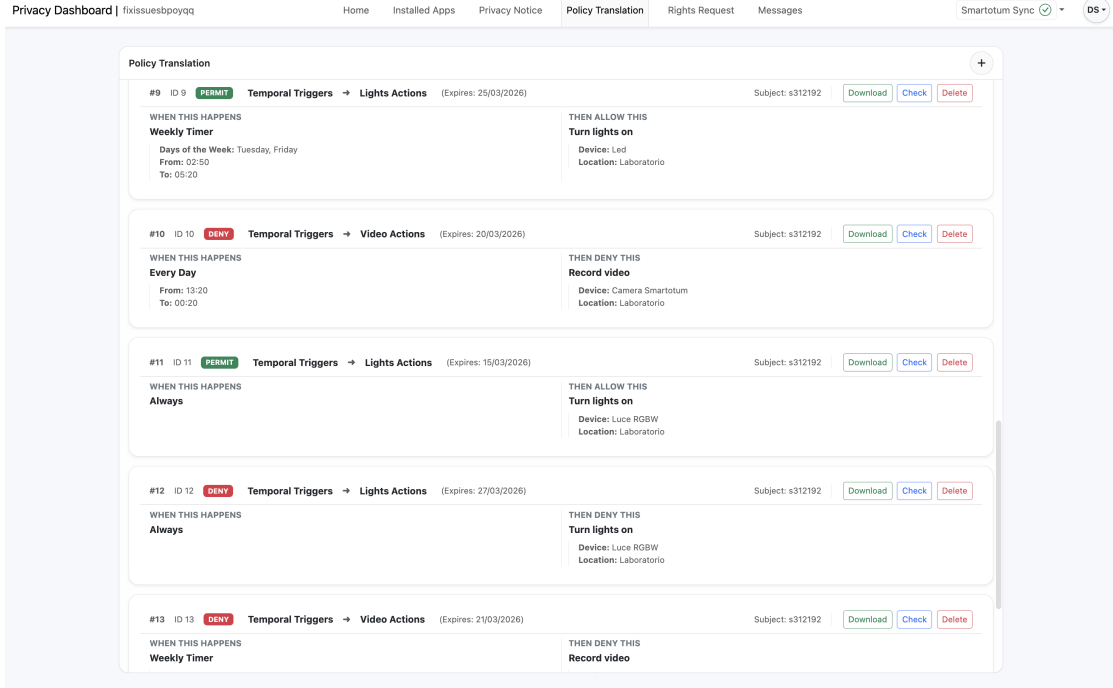 Privacy Dashboard | fixissuesbpoyqq Home Installed Apps Privacy Notice Policy Translation Rights Request Messages Smartotum Sync DS
Policy Translation +
#9 ID 9 PERMIT Temporal Triggers → Lights Actions (Expires: 25/03/2026) Subject: s312192 Download Check Delete
WHEN THIS HAPPENS
Weekly Timer
Days of the Week: Tuesday, Friday
From: 02:50
To: 05:20
THEN ALLOW THIS
Turn lights on
Device: Led
Location: Laboratorio
#10 ID 10 DENY Temporal Triggers → Video Actions (Expires: 20/03/2026) Subject: s312192 Download Check Delete
WHEN THIS HAPPENS
Every Day
From: 13:20
To: 00:20
THEN DENY THIS
Record video
Device: Camera Smartotum
Location: Laboratorio
#11 ID 11 PERMIT Temporal Triggers → Lights Actions (Expires: 15/03/2026) Subject: s312192 Download Check Delete
WHEN THIS HAPPENS
Always
THEN ALLOW THIS
Turn lights on
Device: Luce RGBW
Location: Laboratorio
#12 ID 12 DENY Temporal Triggers → Lights Actions (Expires: 27/03/2026) Subject: s312192 Download Check Delete
WHEN THIS HAPPENS
Always
THEN DENY THIS
Turn lights on
Device: Luce RGBW
Location: Laboratorio
#13 ID 13 DENY Temporal Triggers → Video Actions (Expires: 21/03/2026) Subject: s312192 Download Check Delete
WHEN THIS HAPPENS
Weekly Timer
THEN DENY THIS
Record video